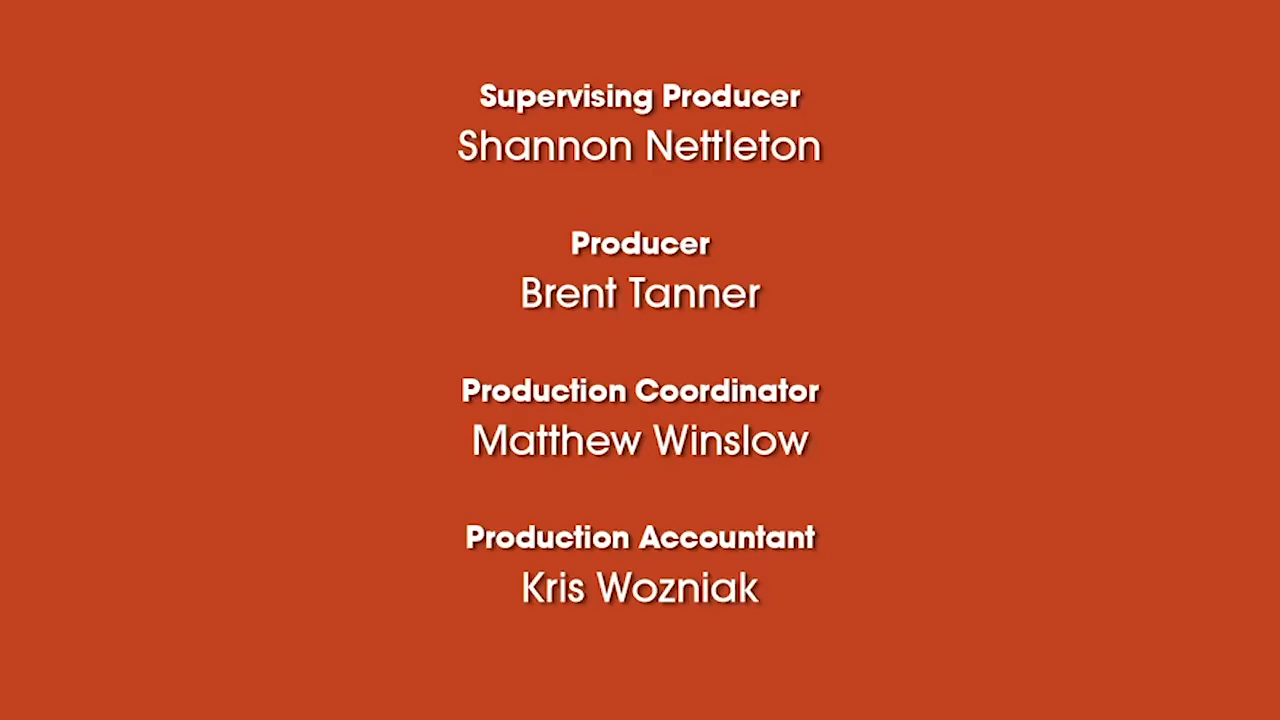 Supervising Producer
Shannon Nettleton
Producer
Brent Tanner
Production Coordinator
Matthew Winslow
Production Accountant
Kris Wozniak